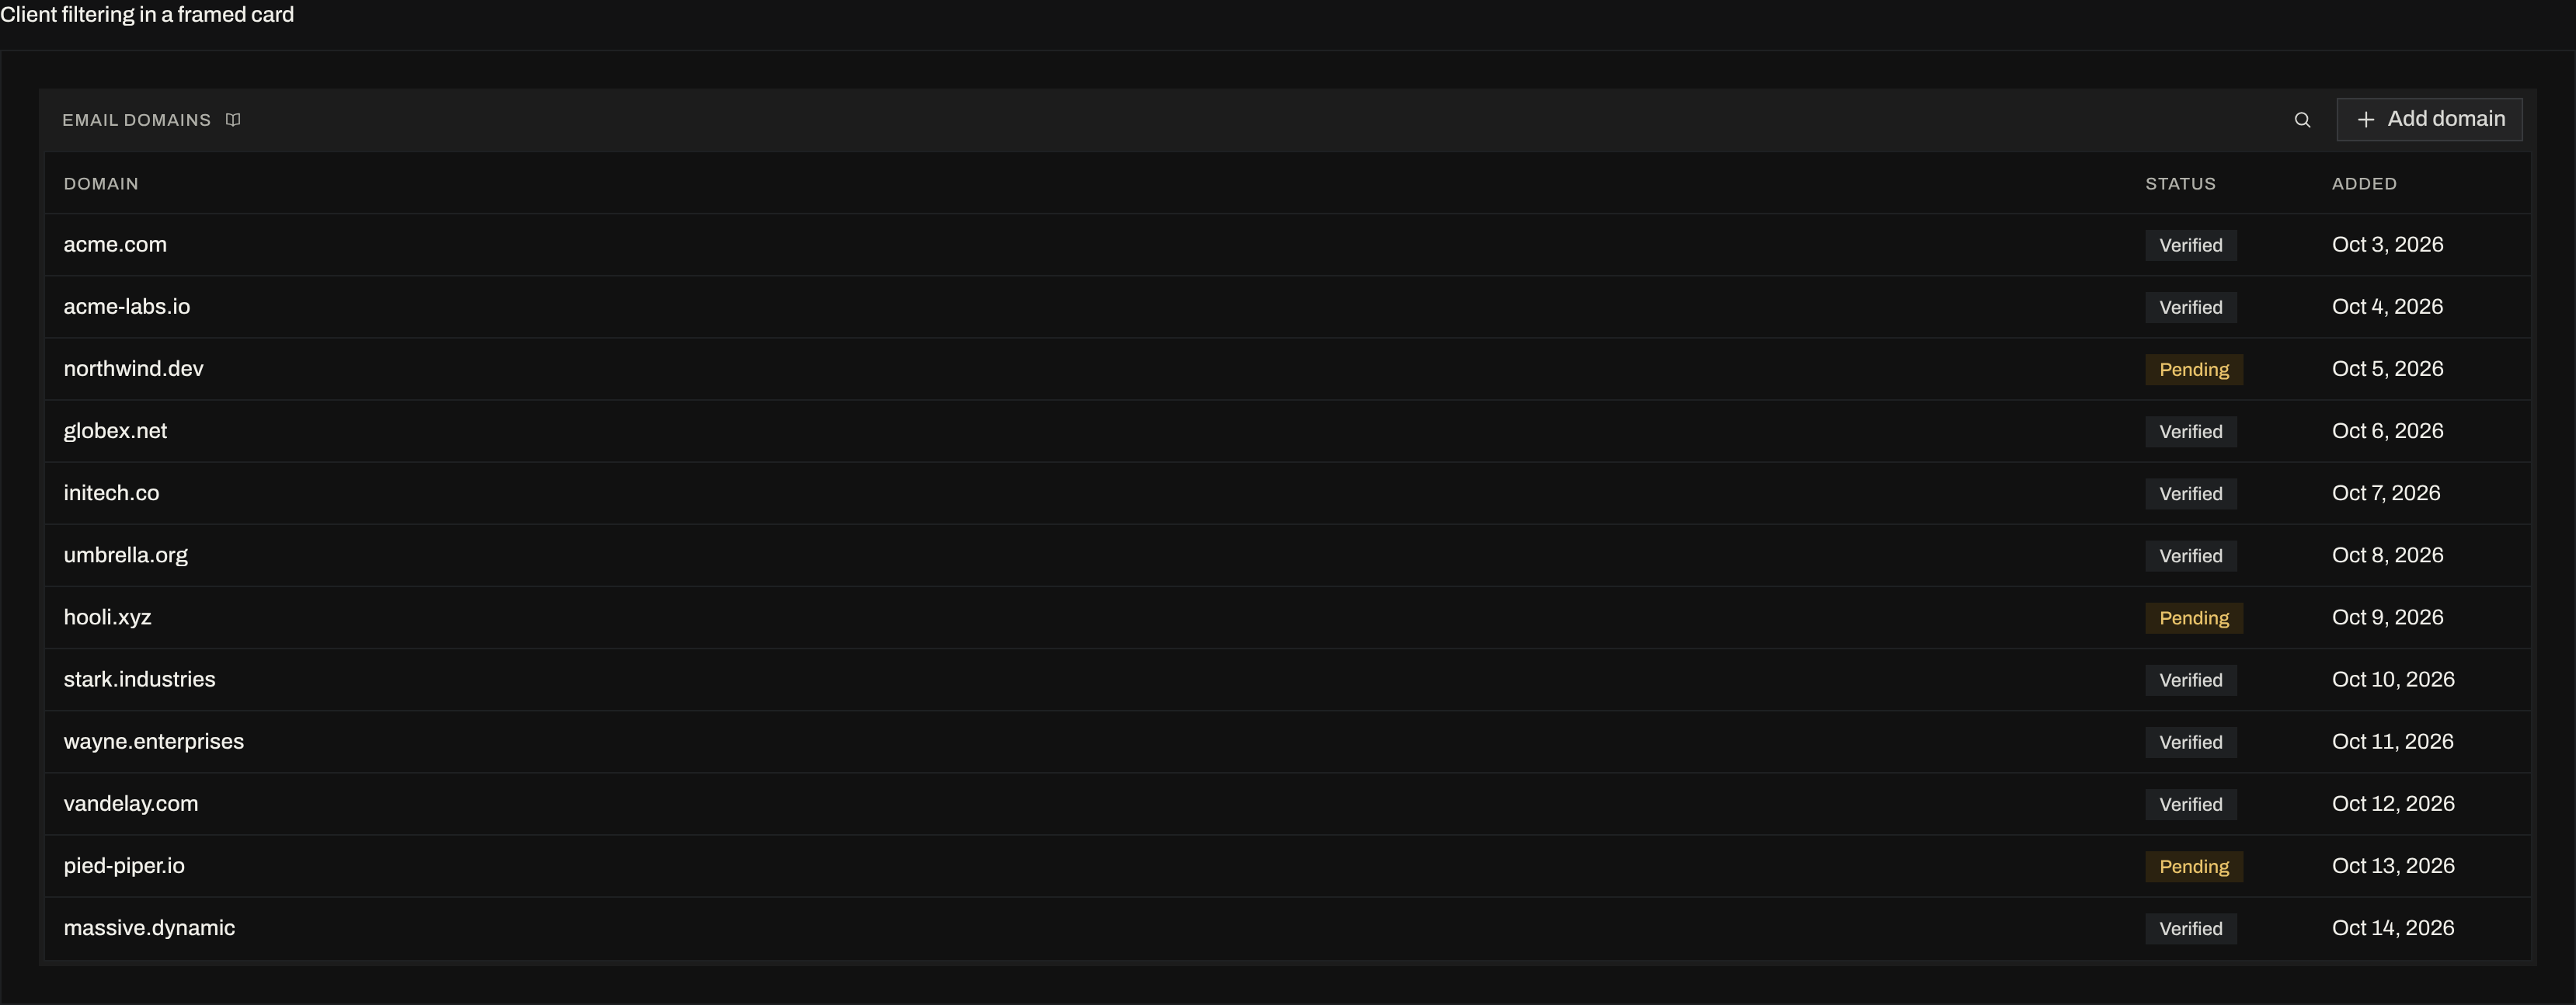 Client filtering in a framed card
EMAIL DOMAINS
Add domain
DOMAIN STATUS ADDED
acme.com Verified Oct 3, 2026
acme-labs.io Verified Oct 4, 2026
northwind.dev Pending Oct 5, 2026
globex.net Verified Oct 6, 2026
initech.co Verified Oct 7, 2026
umbrella.org Verified Oct 8, 2026
hooli.xyz Pending Oct 9, 2026
stark.industries Verified Oct 10, 2026
wayne.enterprises Verified Oct 11, 2026
vandelay.com Verified Oct 12, 2026
pied-piper.io Pending Oct 13, 2026
massive.dynamic Verified Oct 14, 2026